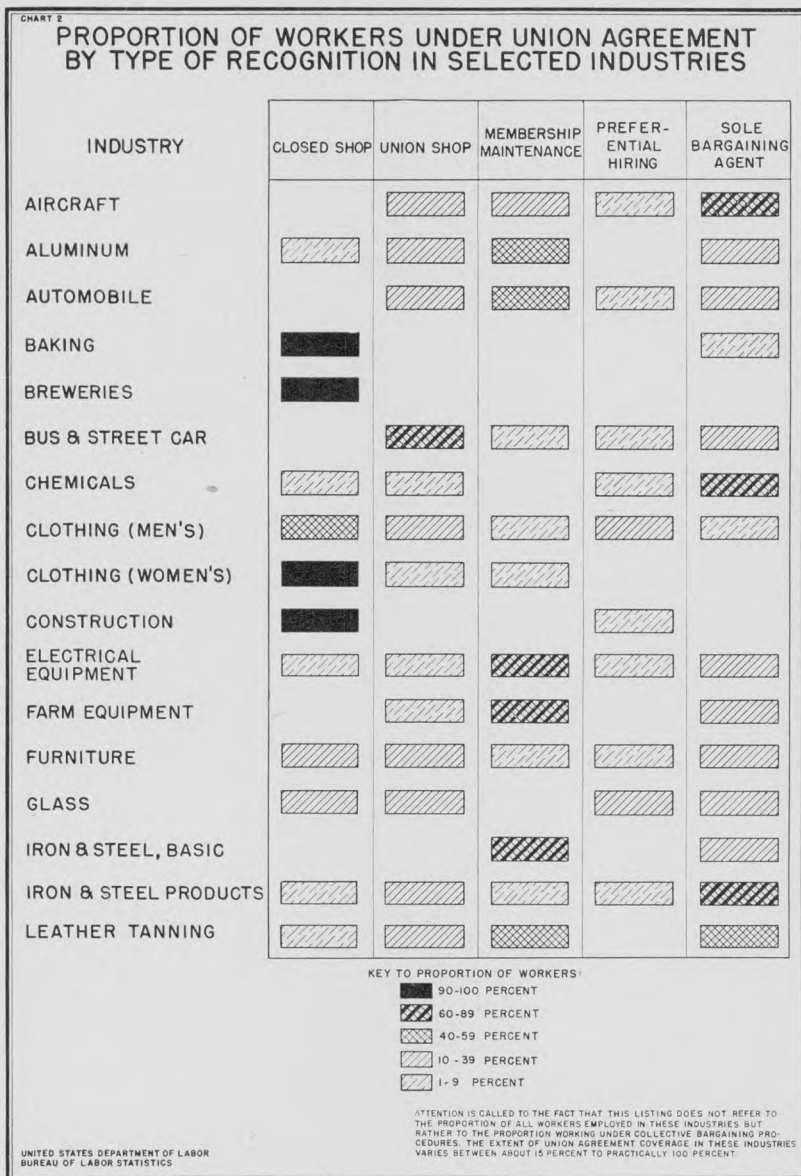 CHART 2
PROPORTION OF WORKERS UNDER UNION AGREEMENT
BY TYPE OF RECOGNITION IN SELECTED INDUSTRIES
INDUSTRY
CLOSED SHOP
UNION SHOP
MEMBERSHIP
MAINTENANCE
PREFER-
ENTIAL
HIRING
SOLE
BARGAINING
AGENT
AIRCRAFT
ALUMINUM
AUTOMOBILE
BAKING
BREWERIES
BUS & STREET CAR
CHEMICALS
CLOTHING (MEN'S)
CLOTHING (WOMEN'S)
CONSTRUCTION
ELECTRICAL
EQUIPMENT
FARM EQUIPMENT
FURNITURE
GLASS
IRON & STEEL, BASIC
IRON & STEEL PRODUCTS
LEATHER TANNING
KEY TO PROPORTION OF WORKERS:
90-100 PERCENT
60-89 PERCENT
40-59 PERCENT
10-39 PERCENT
1-9 PERCENT
ATTENTION IS CALLED TO THE FACT THAT THIS LISTING DOES NOT REFER TO
THE PROPORTION OF ALL WORKERS EMPLOYED IN THESE INDUSTRIES BUT
RATHER TO THE PROPORTION WORKING UNDER COLLECTIVE BARGAINING PRO-
CEDURES. THE EXTENT OF UNION AGREEMENT COVERAGE IN THESE INDUSTRIES
VARIES BETWEEN ABOUT 15 PERCENT TO PRACTICALLY 100 PERCENT.
UNITED STATES DEPARTMENT OF LABOR
BUREAU OF LABOR STATISTICS